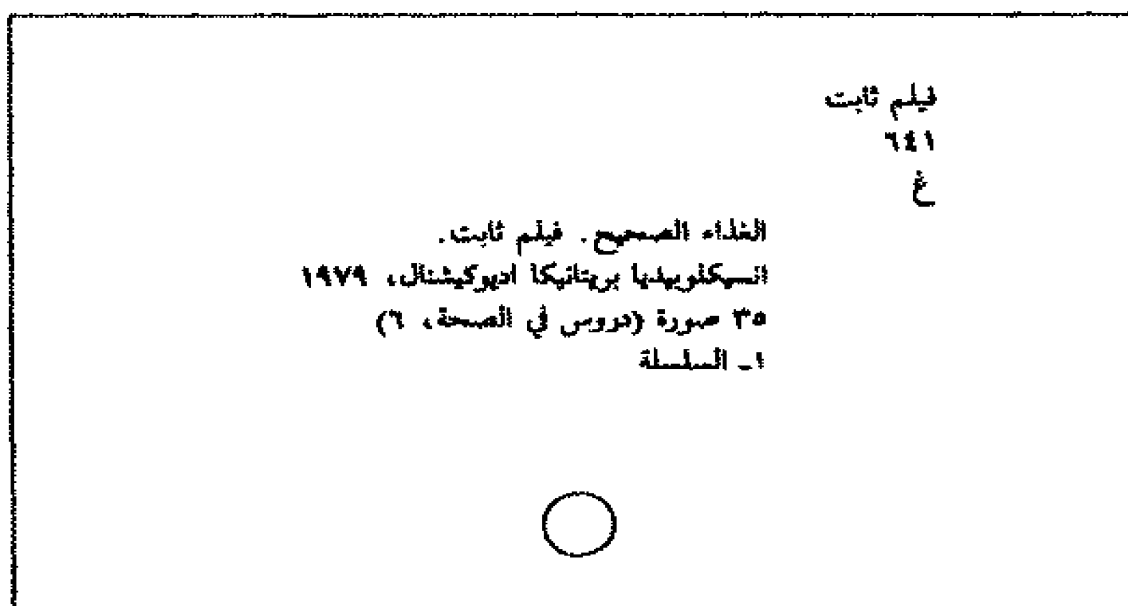 فيلم ثابت
٦٤١
غ
الغذاء الصحيح. فيلم ثابت.
انسيكلوبيديا بريتانيكا اديوكيشنال، ١٩٧٩
٣٥ صورة (دروس في الصحة، ٦)
١- السلسلة